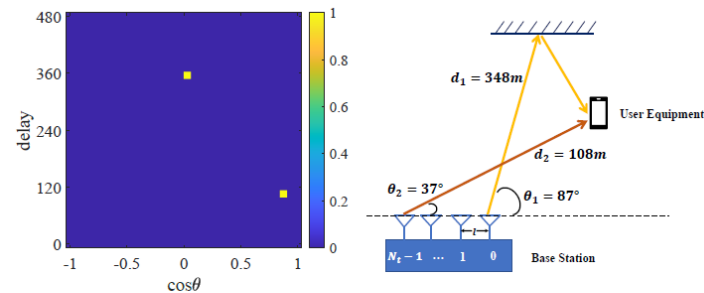 480
360
240
120
0
delay
-1
-0.5
0
0.5
1
cosθ
1
0.8
0.6
0.4
0.2
0
d₁ = 348m
User Equipment
d₂ = 108m
θ₂ = 37°
θ₁ = 87°
l
Nₜ − 1 ... 1 0
Base Station